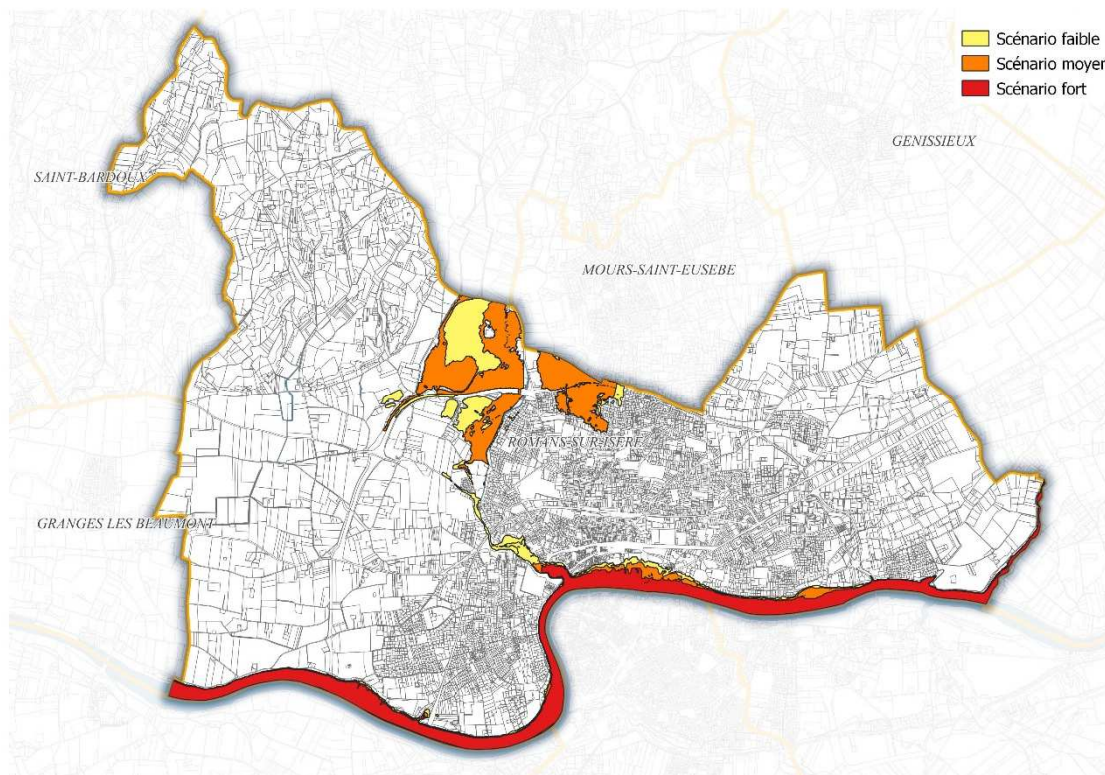 Scénario faible
Scénario moyen
Scénario fort
GENISSIEUX
SAINT-BARDOUX
MOURS-SAINT-EUSEBE
ROMANS-SUR-ISERE
GRANGES LES BEAUMONT